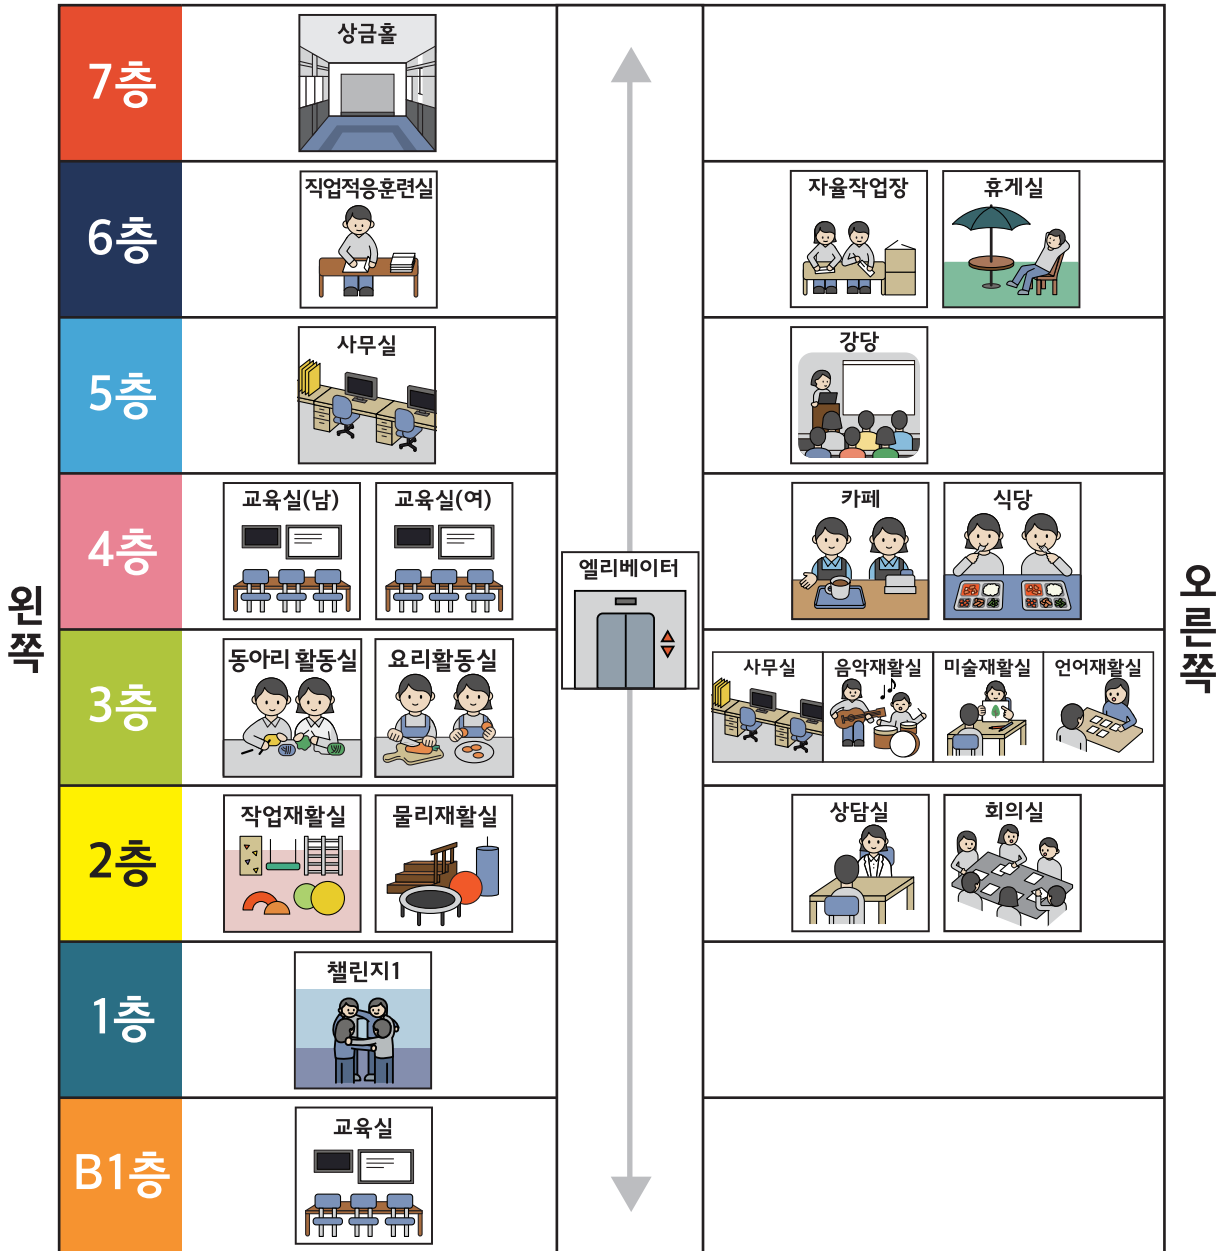 7층
상금홀
6층
직업적응훈련실
자율작업장
휴게실
5층
사무실
강당
4층
교육실(남)
교육실(여)
카페
식당
엘리베이터
왼쪽
오른쪽
3층
동아리 활동실
요리활동실
사무실
음악재활실
미술재활실
언어재활실
2층
작업재활실
물리재활실
상담실
회의실
1층
챌린지1
B1층
교육실